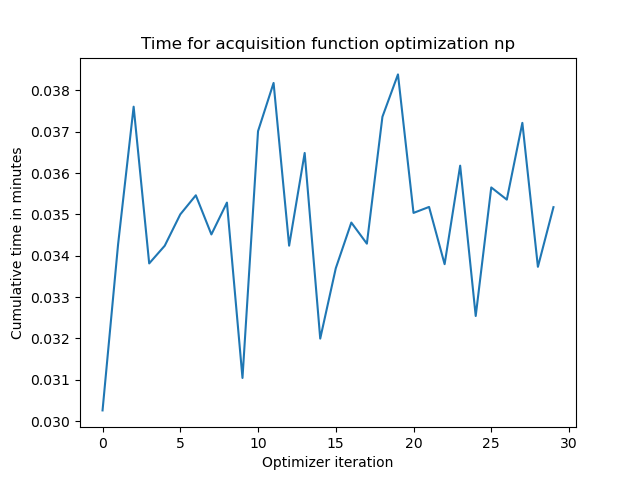 Time for acquisition function optimization np
Cumulative time in minutes
0.038
0.037
0.036
0.035
0.034
0.033
0.032
0.031
0.030
0 5 10 15 20 25 30
Optimizer iteration